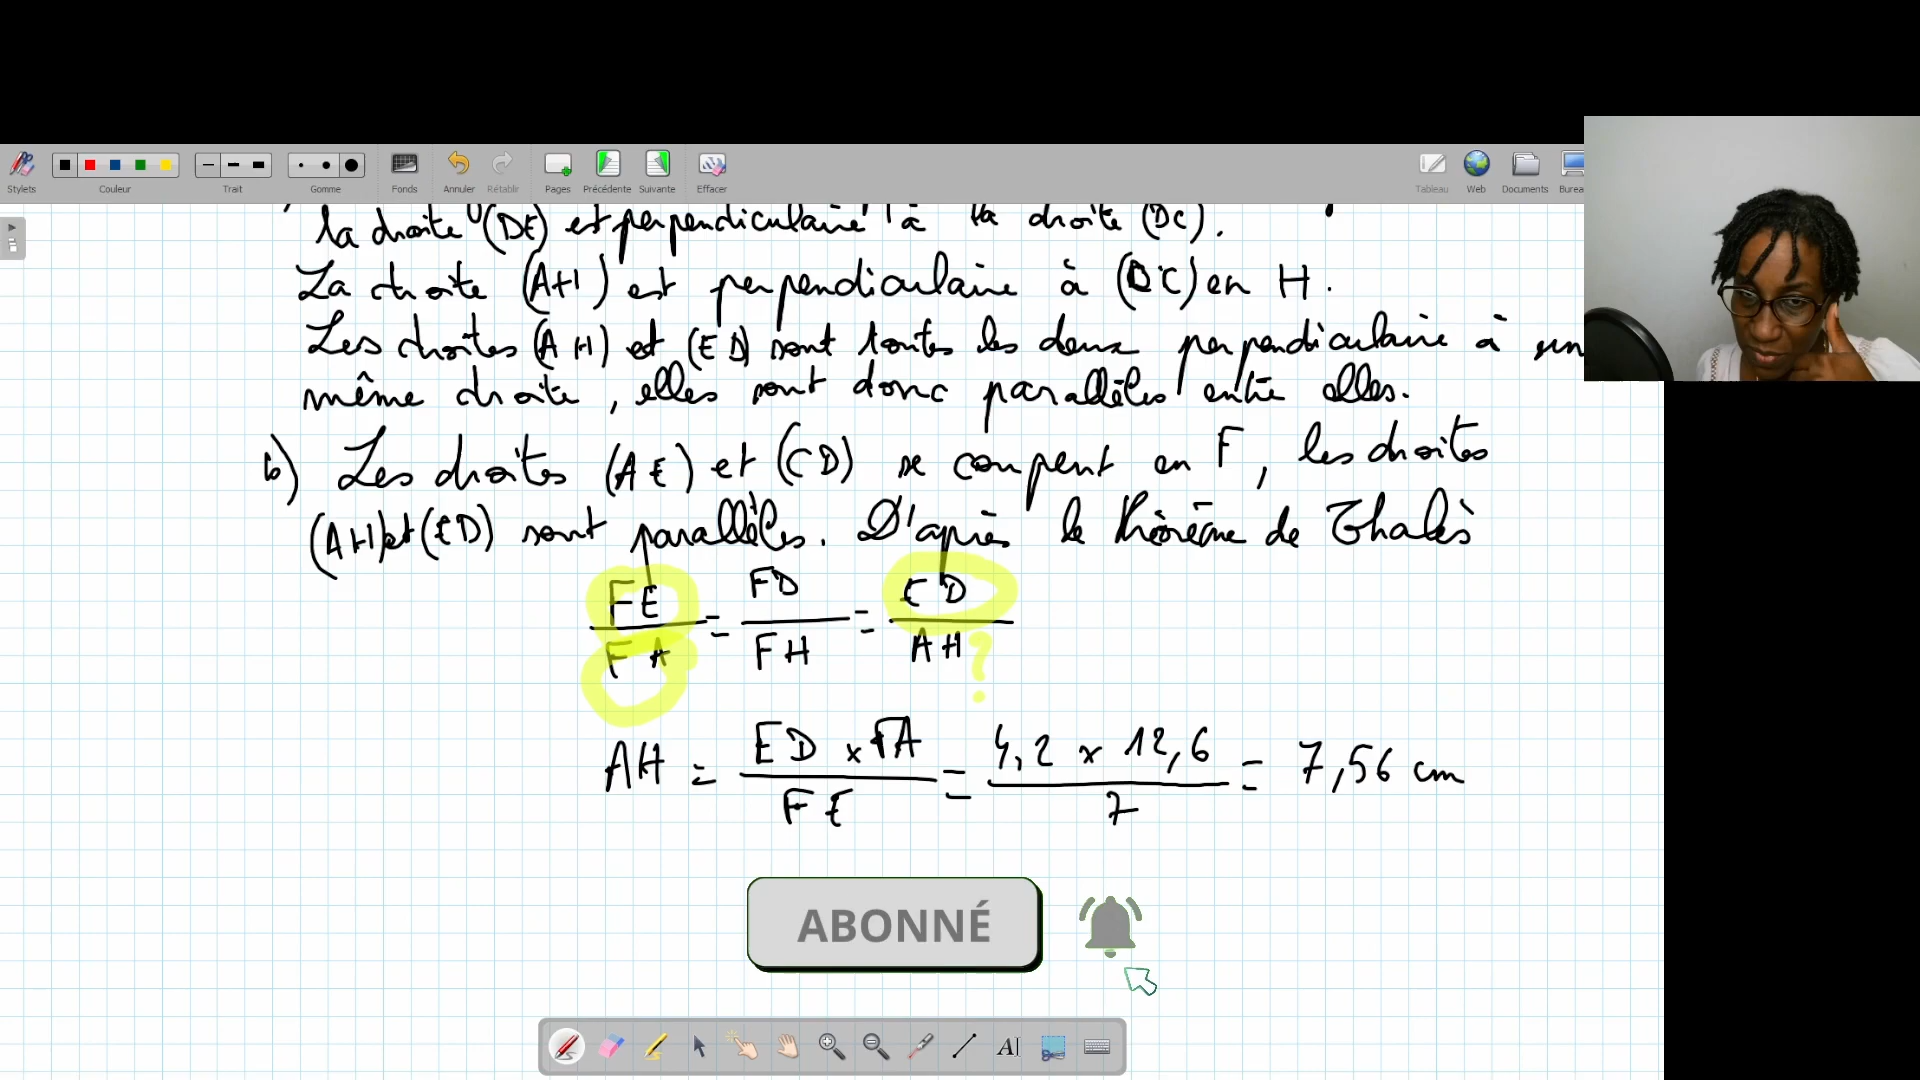 Stylets Couleur Trait Gomme Fonds Annuler Rétablir Pages Précédente Suivante Effacer Tableau Web Documents Burea
la droite (DE) est perpendiculaire à la droite (DC).
La droite (AH) est perpendiculaire à (DC) en H.
Les droites (AH) et (ED) sont toutes les deux perpendiculaire à un
même droite, elles sont donc parallèles entre elles.
b) Les droites (AE) et (CD) se coupent en F, les droites
(AH) et (ED) sont parallèles. D'après le théorème de Thalès
FE/FA = FD/FH = ED/AH ?
AH = ED x FA / FE = 4,2 x 12,6 / 7 = 7,56 cm
ABONNÉ
AI